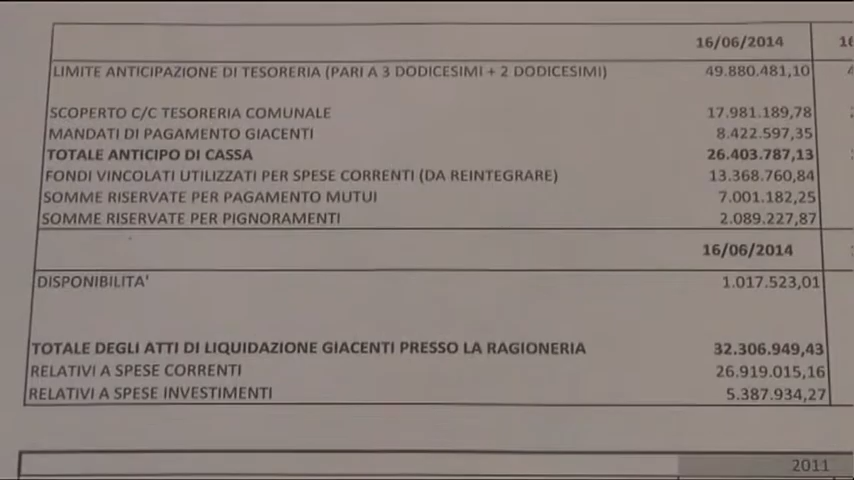 16/06/2014 16
LIMITE ANTICIPAZIONE DI TESORERIA (PARI A 3 DODICESIMI + 2 DODICESIMI) 49.880.481,10
SCOPERTO C/C TESORERIA COMUNALE 17.981.189,78
MANDATI DI PAGAMENTO GIACENTI 8.422.597,35
TOTALE ANTICIPO DI CASSA 26.403.787,13
FONDI VINCOLATI UTILIZZATI PER SPESE CORRENTI (DA REINTEGRARE) 13.368.760,84
SOMME RISERVATE PER PAGAMENTO MUTUI 7.001.182,25
SOMME RISERVATE PER PIGNORAMENTI 2.089.227,87
16/06/2014
DISPONIBILITA' 1.017.523,01
TOTALE DEGLI ATTI DI LIQUIDAZIONE GIACENTI PRESSO LA RAGIONERIA 32.306.949,43
RELATIVI A SPESE CORRENTI 26.919.015,16
RELATIVI A SPESE INVESTIMENTI 5.387.934,27
2011